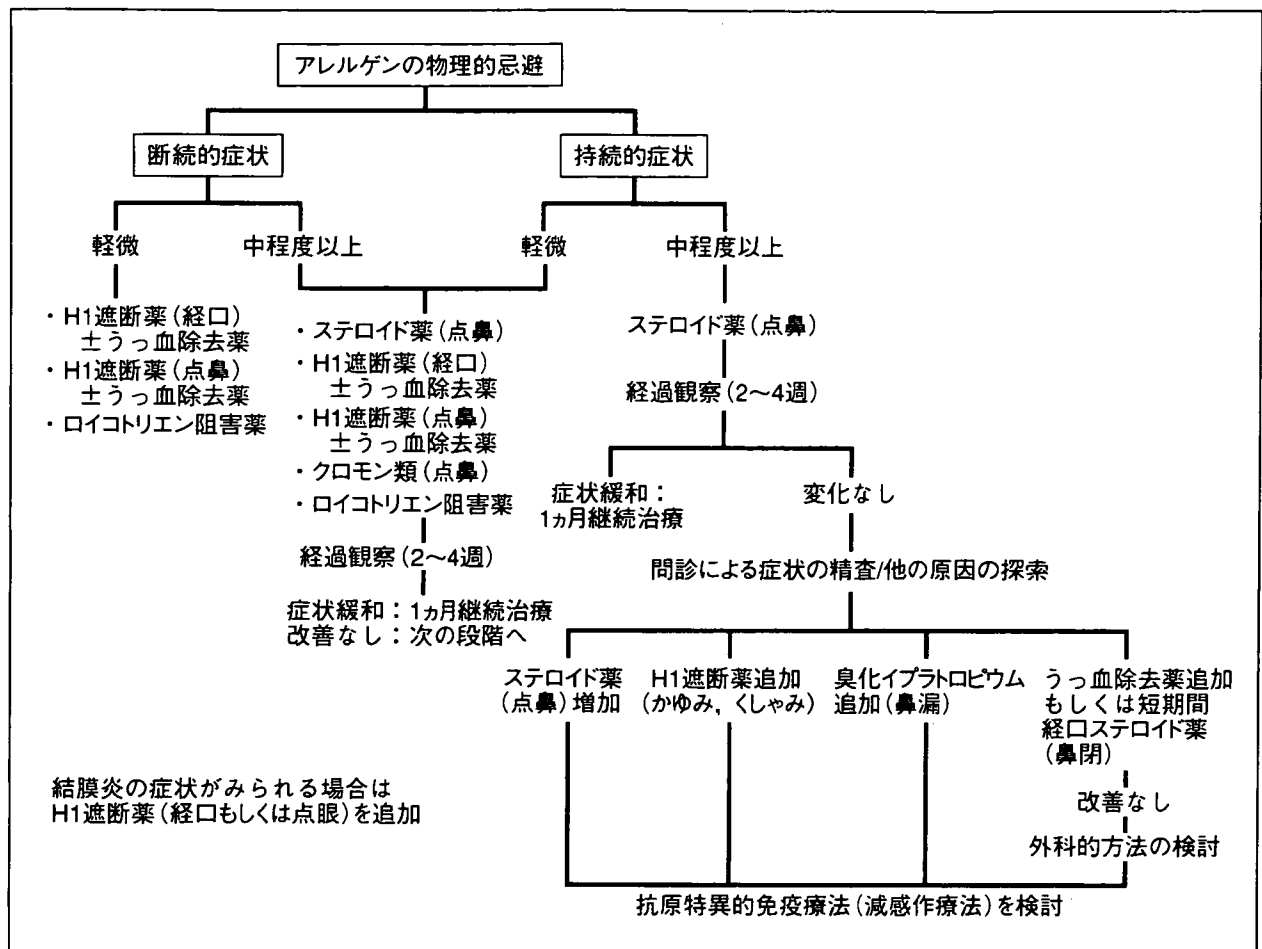 アレルゲンの物理的忌避
断続的症状
持続的症状
軽微
中程度以上
軽微
中程度以上
・H1遮断薬(経口)
±うっ血除去薬
・H1遮断薬(点鼻)
±うっ血除去薬
・ロイコトリエン阻害薬
・ステロイド薬(点鼻)
・H1遮断薬(経口)
±うっ血除去薬
・H1遮断薬(点鼻)
±うっ血除去薬
・クロモン類(点鼻)
・ロイコトリエン阻害薬
経過観察(2〜4週)
症状緩和:1ヵ月継続治療
改善なし:次の段階へ
ステロイド薬(点鼻)
経過観察(2〜4週)
症状緩和:
1ヵ月継続治療
変化なし
問診による症状の精査/他の原因の探索
ステロイド薬
(点鼻)増加
H1遮断薬追加
(かゆみ,くしゃみ)
臭化イプラトロピウム
追加(鼻漏)
うっ血除去薬追加
もしくは短期間
経口ステロイド薬
(鼻閉)
改善なし
外科的方法の検討
結膜炎の症状がみられる場合は
H1遮断薬(経口もしくは点眼)を追加
抗原特異的免疫療法(減感作療法)を検討